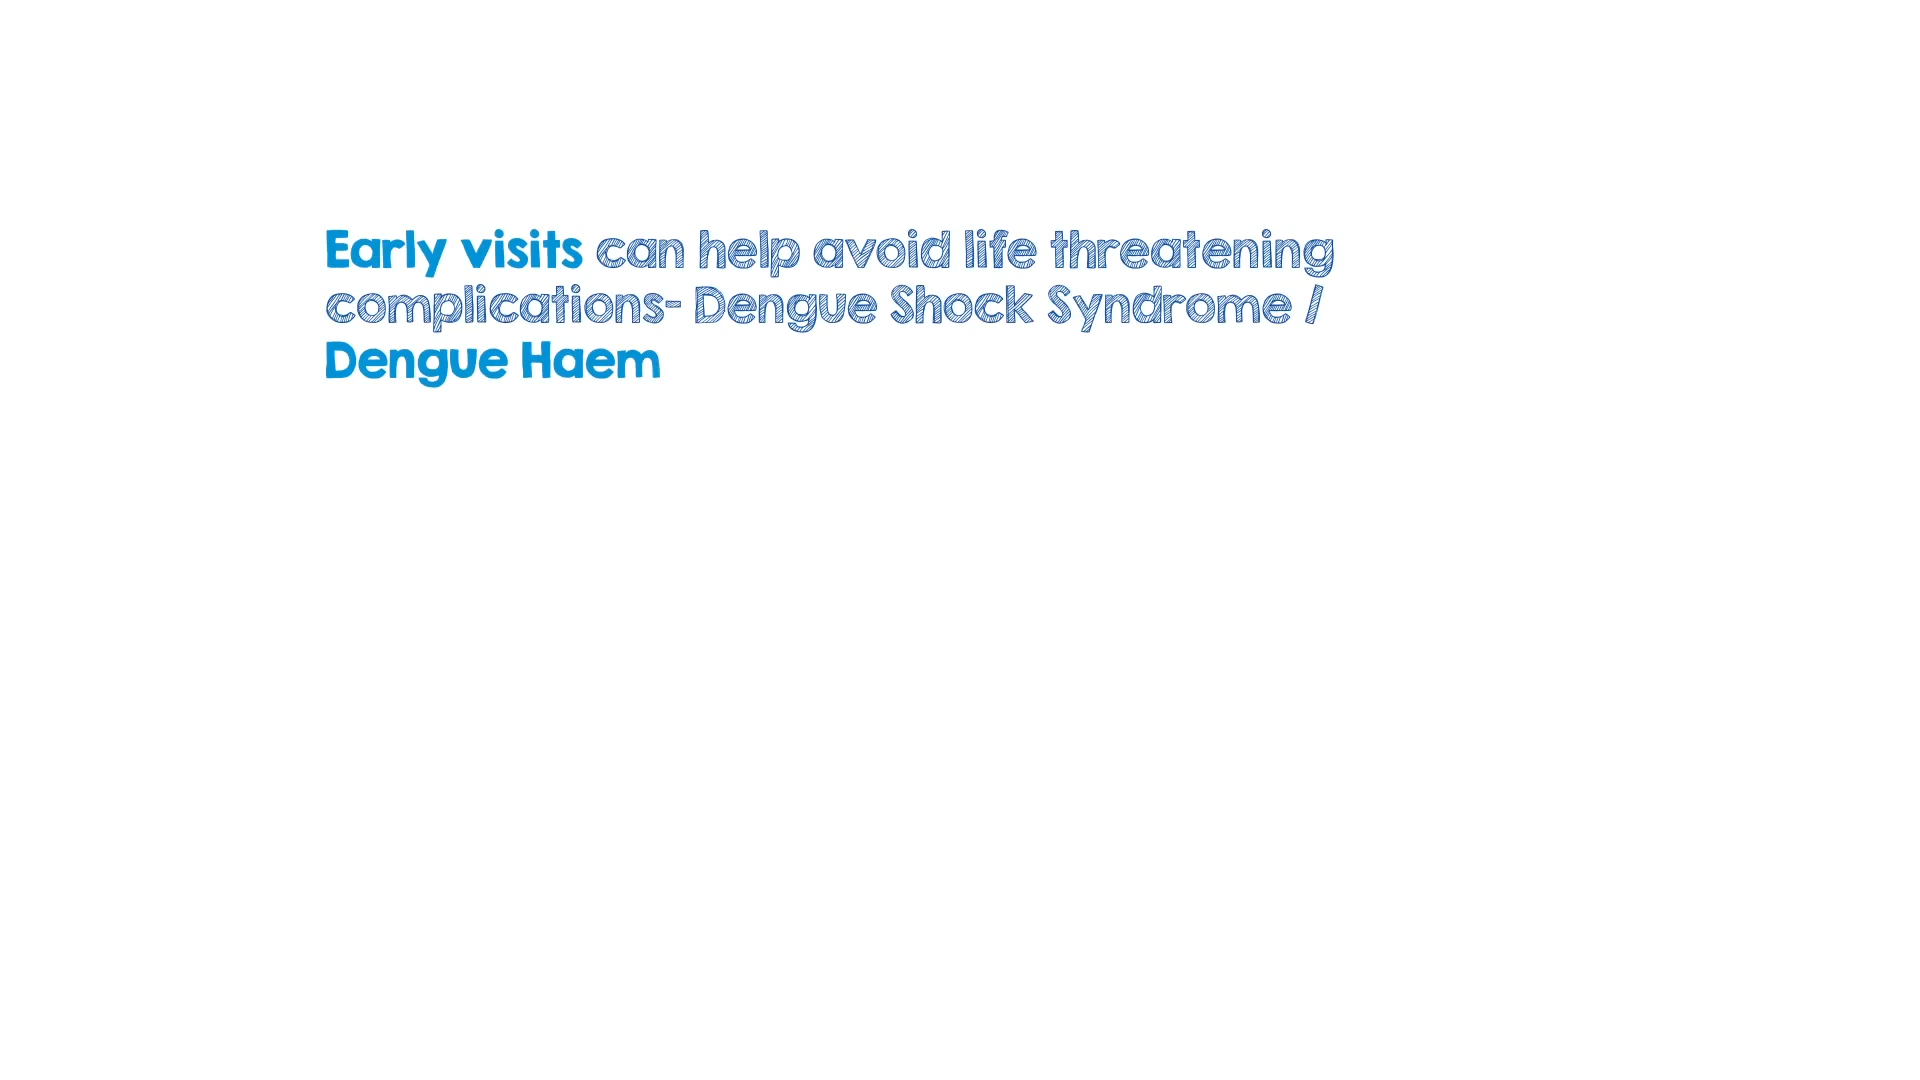 Early visits can help avoid life threatening
complications- Dengue Shock Syndrome /
Dengue Haem